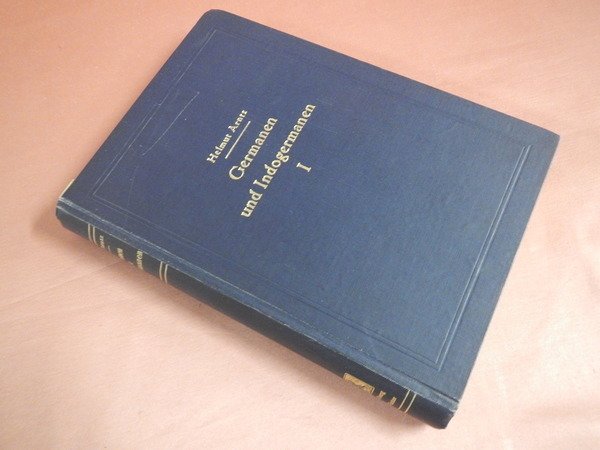 Helmut Arntz
Germanen
und Indogermanen
I